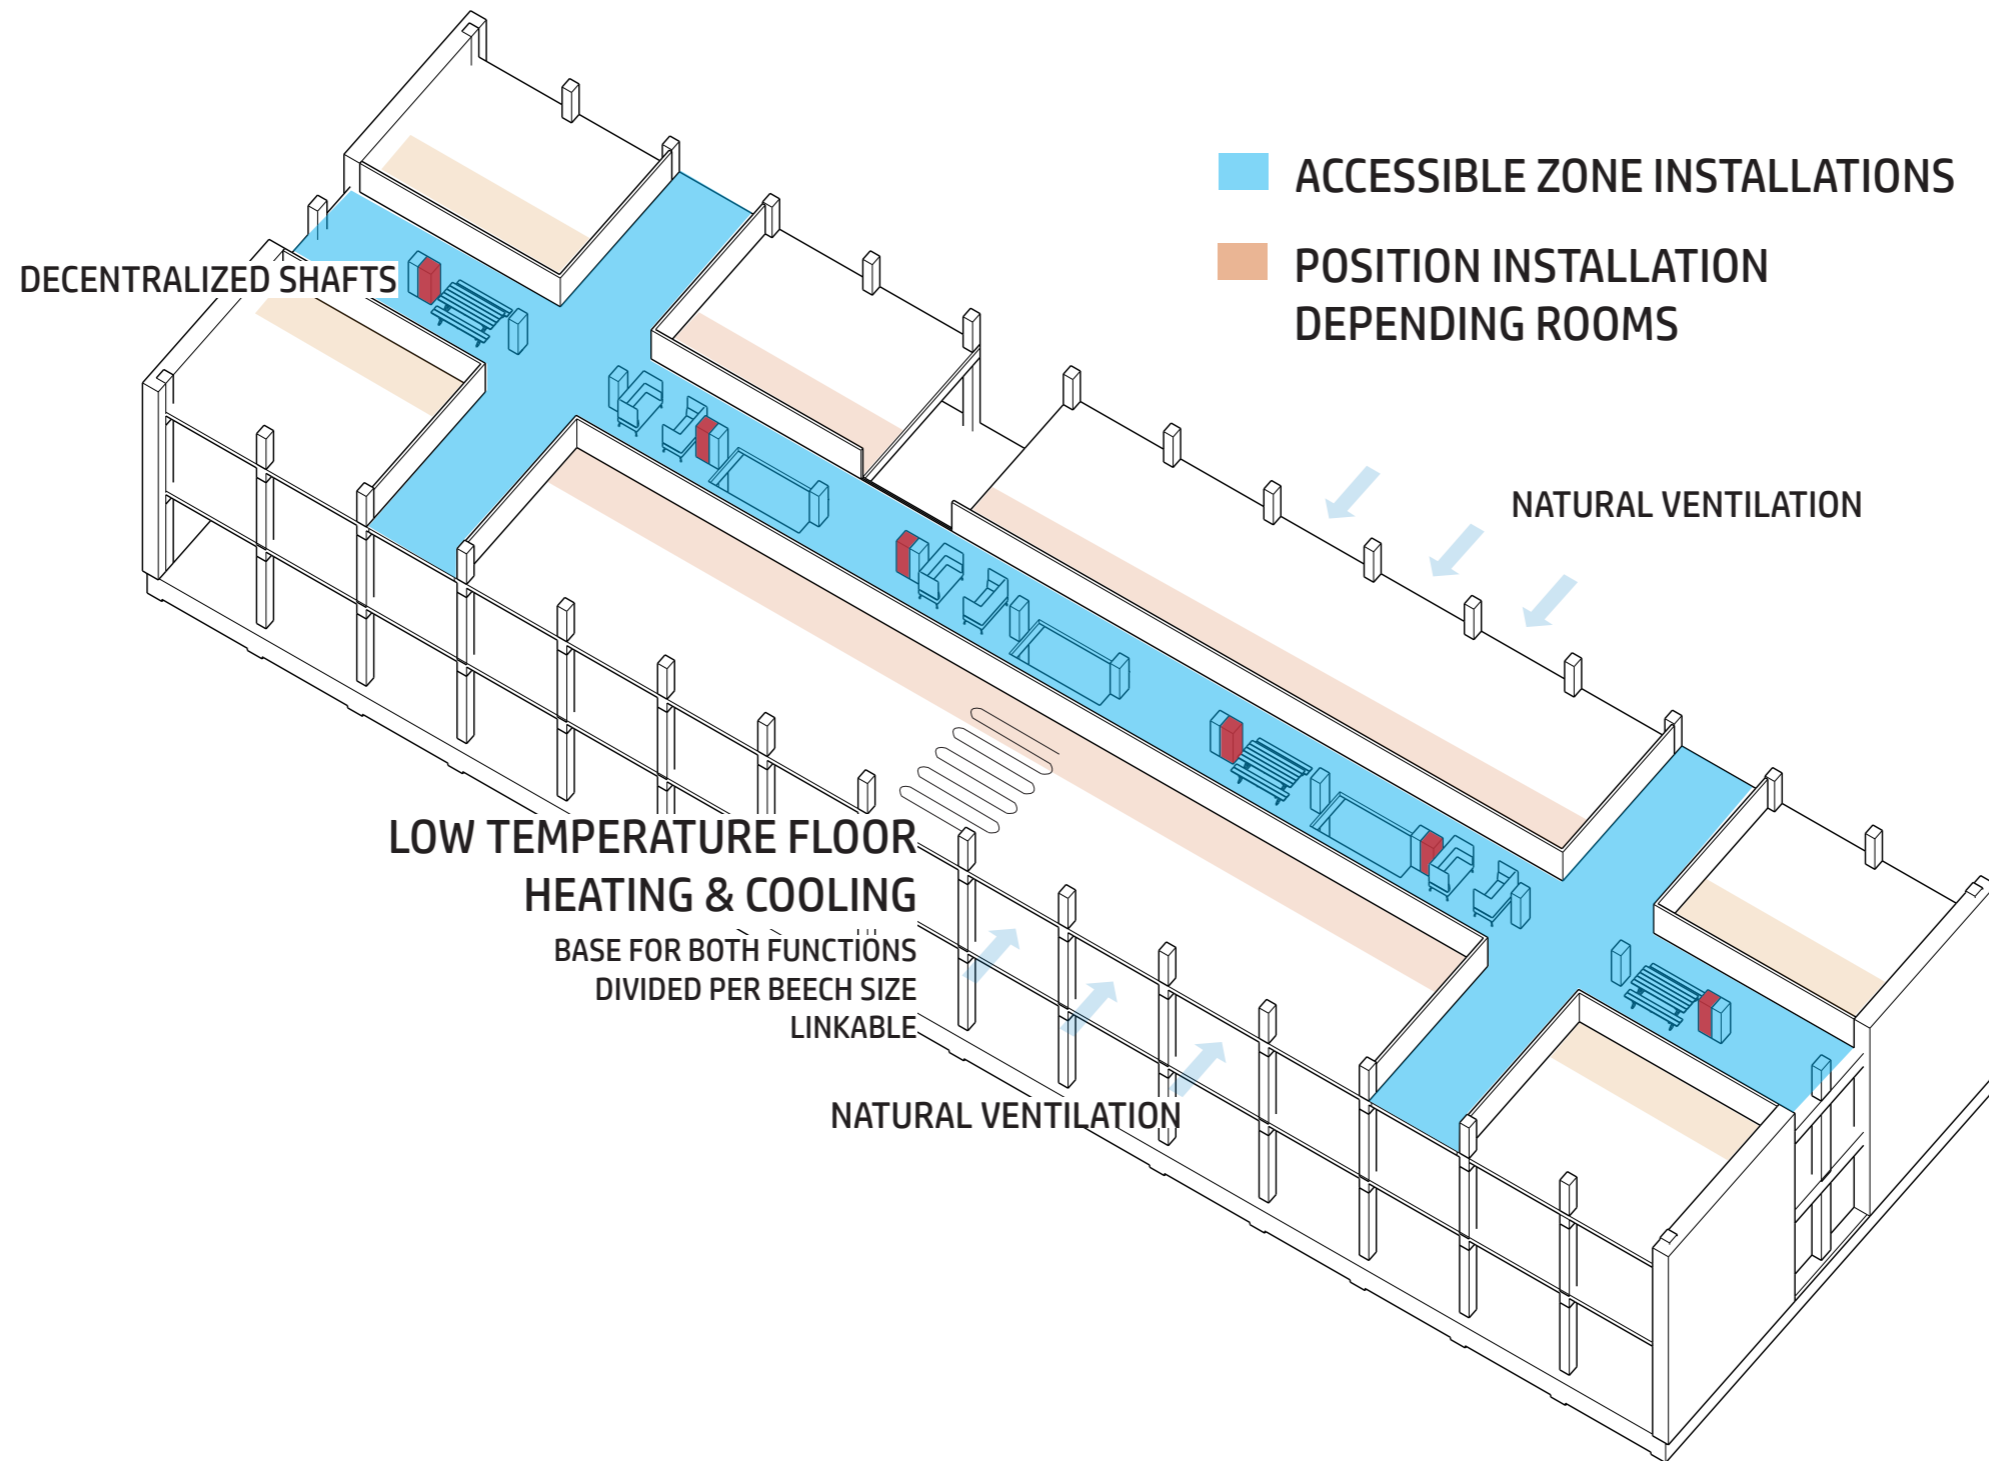 ACCESSIBLE ZONE INSTALLATIONS
POSITION INSTALLATION
DEPENDING ROOMS
DECENTRALIZED SHAFTS
NATURAL VENTILATION
LOW TEMPERATURE FLOOR
HEATING & COOLING
BASE FOR BOTH FUNCTIONS
DIVIDED PER BEECH SIZE
LINKABLE
NATURAL VENTILATION